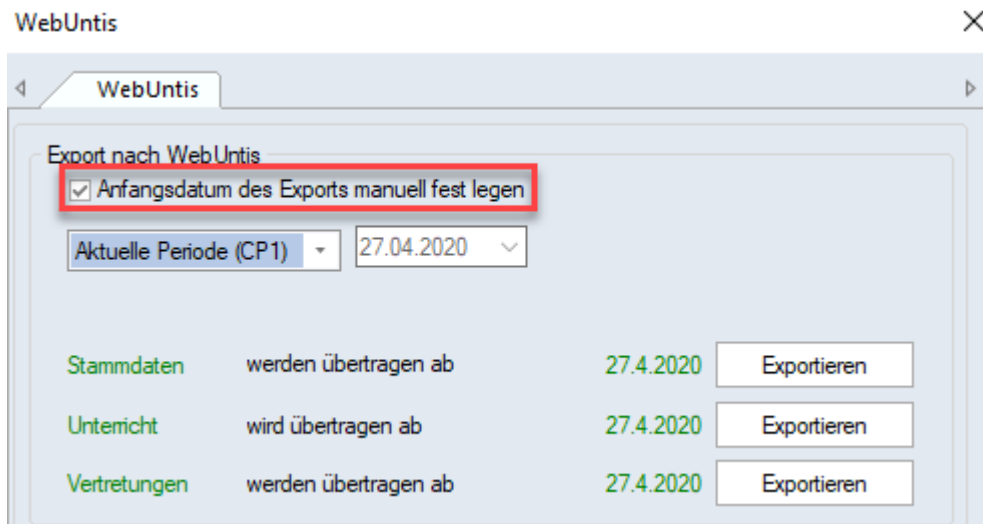 WebUntis
WebUntis
Export nach WebUntis
Anfangsdatum des Exports manuell fest legen
Aktuelle Periode (CP1) 27.04.2020
Stammdaten werden übertragen ab 27.4.2020 Exportieren
Unterricht wird übertragen ab 27.4.2020 Exportieren
Vertretungen werden übertragen ab 27.4.2020 Exportieren